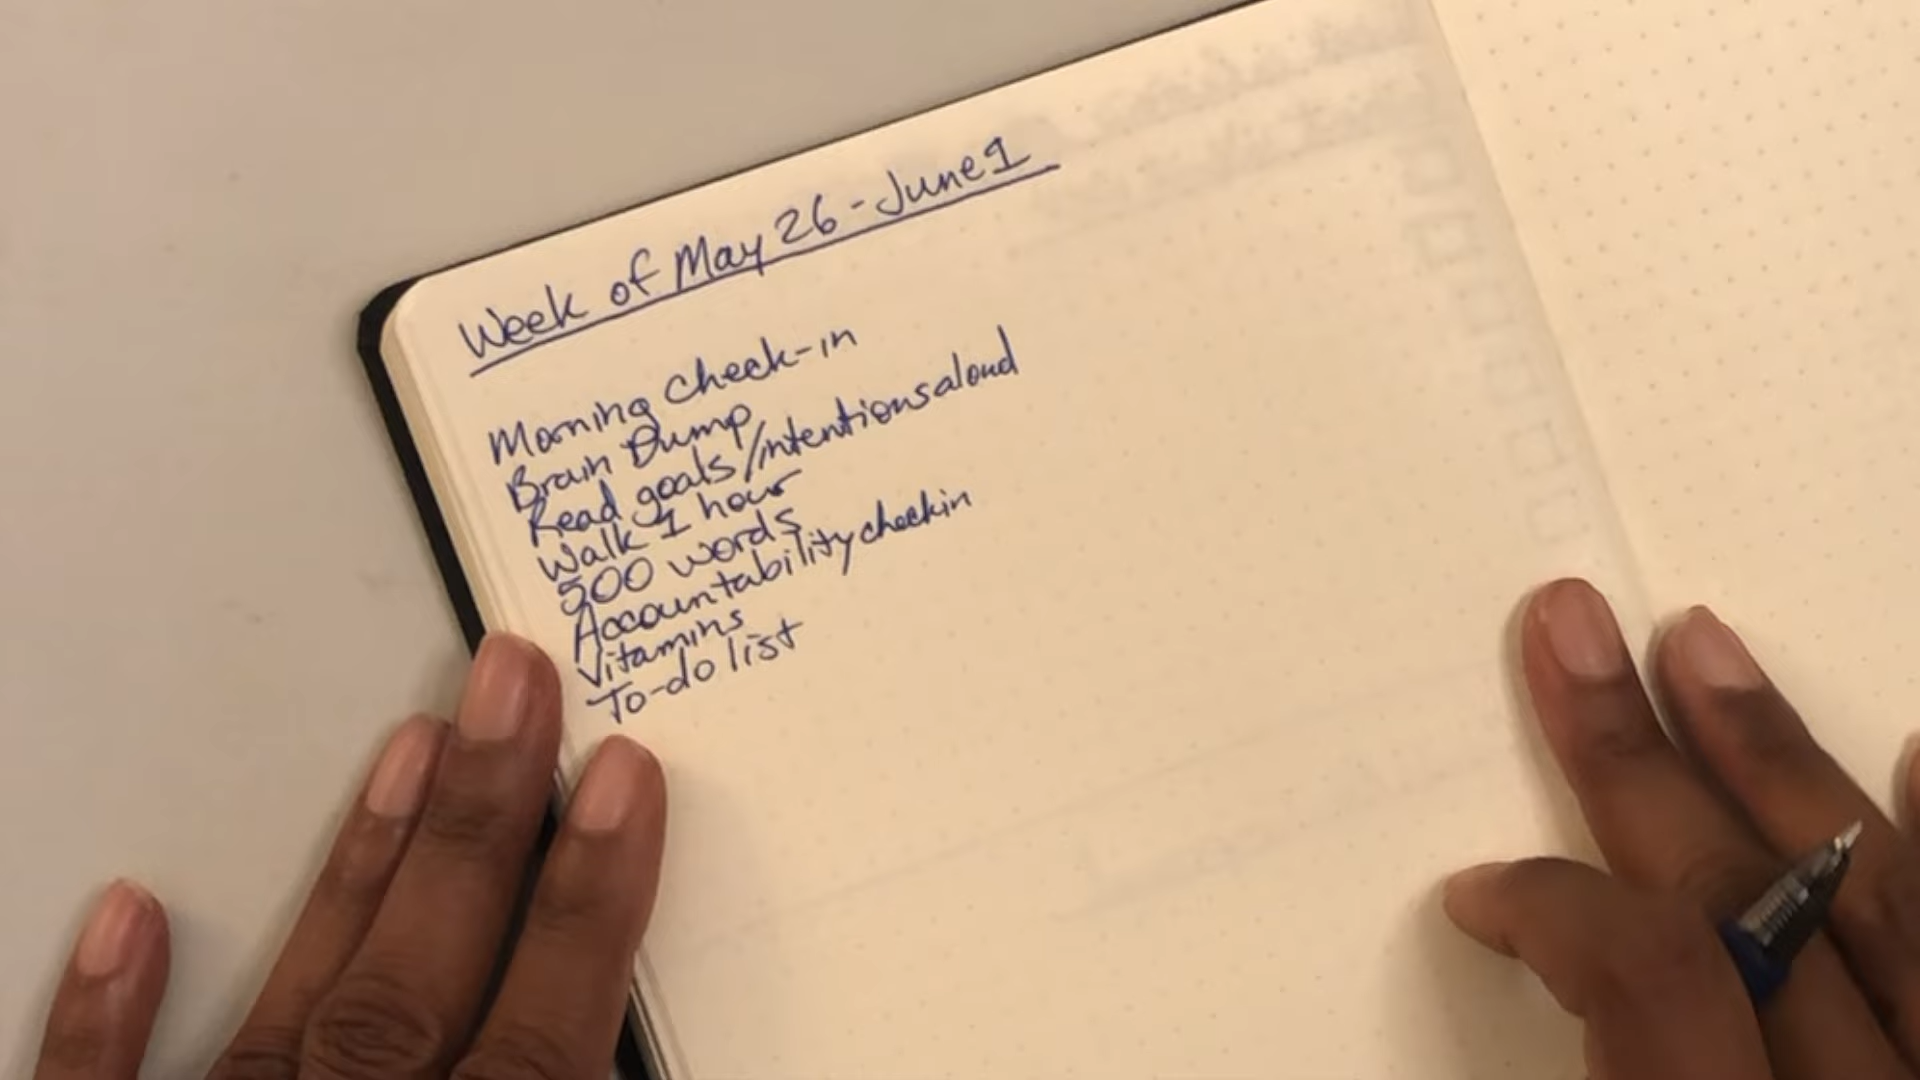 Week of May 26 - June 1
Morning check-in
Brain Dump
Read goals/intentions aloud
Walk 1 hour
500 words
Accountability checkin
Vitamins
To-do list